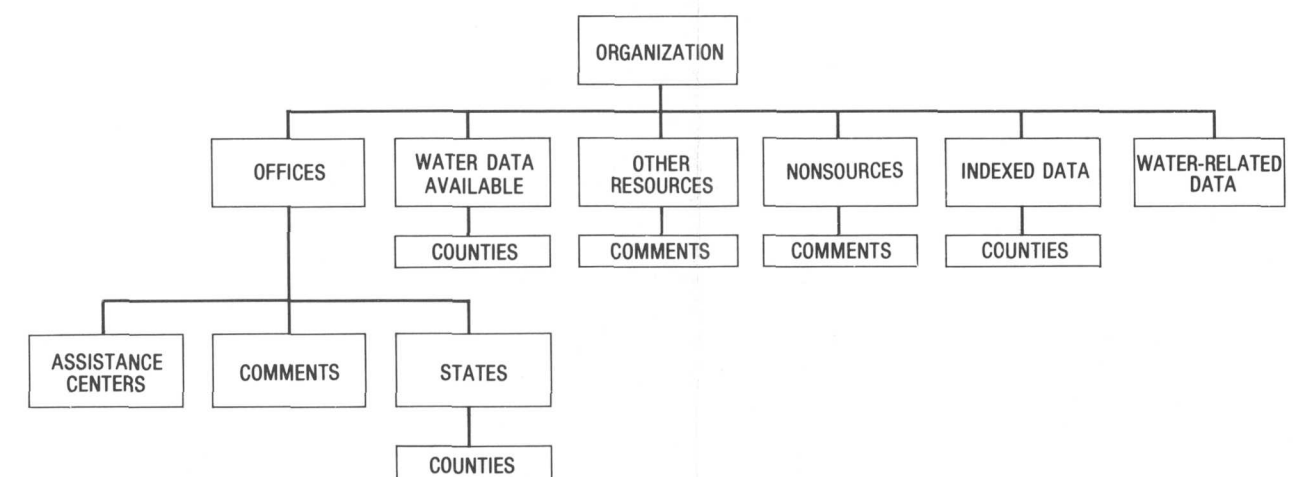 ORGANIZATION
OFFICES
WATER DATA
AVAILABLE
OTHER
RESOURCES
NONSOURCES
INDEXED DATA
WATER-RELATED
DATA
COUNTIES
COMMENTS
COMMENTS
COUNTIES
ASSISTANCE
CENTERS
COMMENTS
STATES
COUNTIES